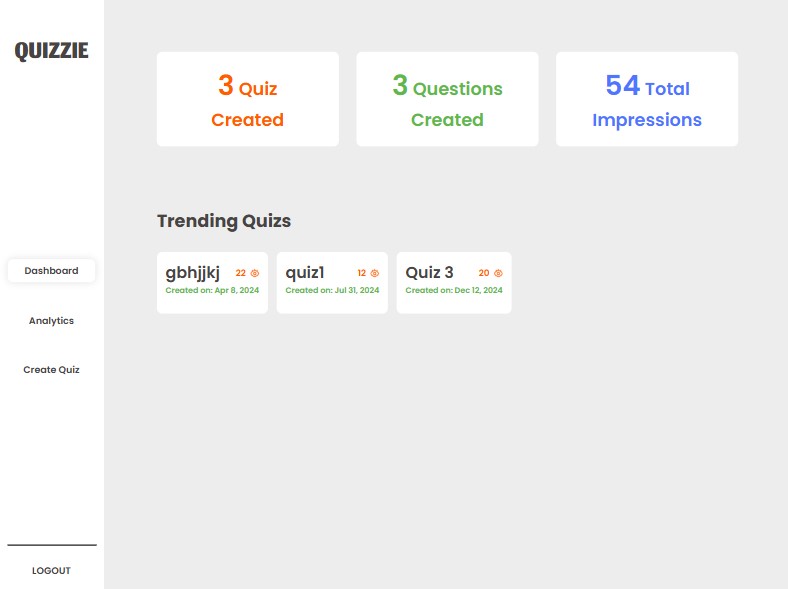 QUIZZIE
Dashboard
Analytics
Create Quiz
LOGOUT
3 Quiz
Created
3 Questions
Created
54 Total
Impressions
Trending Quizs
gbhjjkj 22
Created on: Apr 8, 2024
quiz1 12
Created on: Jul 31, 2024
Quiz 3 20
Created on: Dec 12, 2024